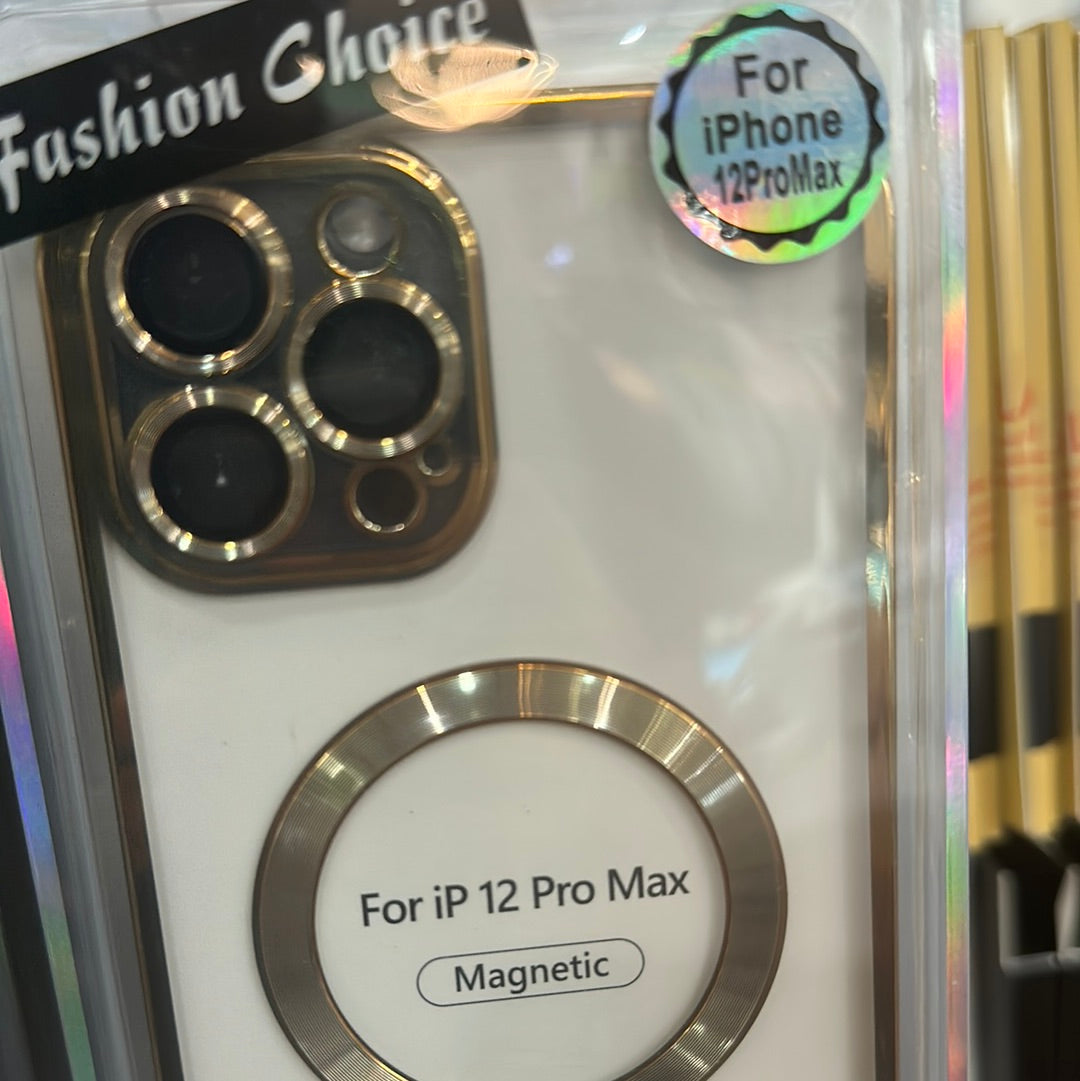 Fashion Choice
For
iPhone
12ProMax
For iP 12 Pro Max
Magnetic